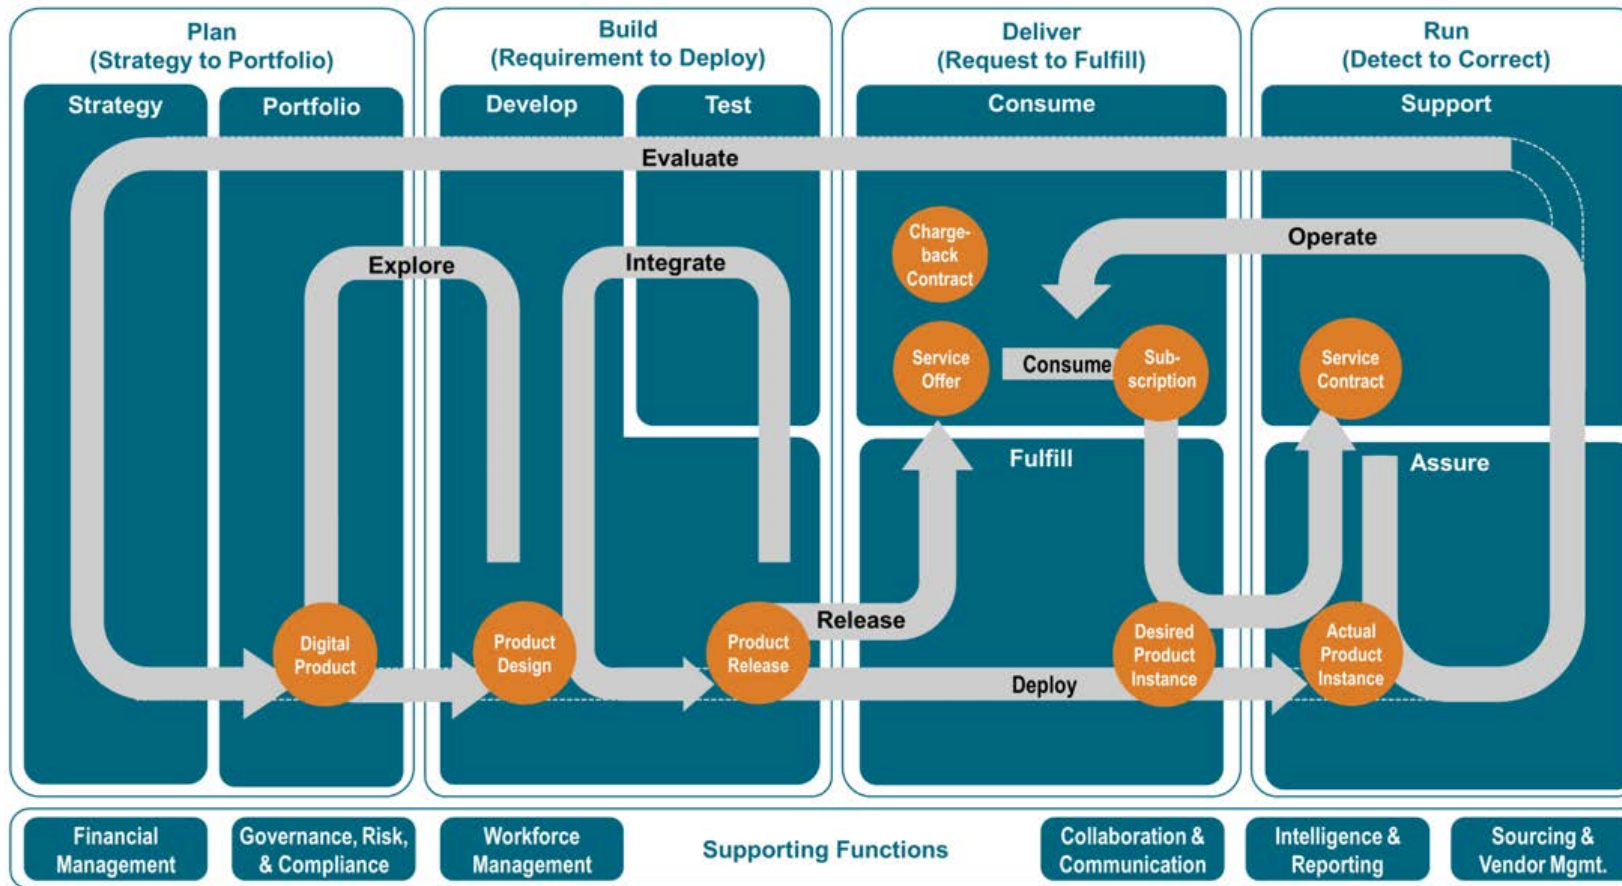 Plan
(Strategy to Portfolio)
Build
(Requirement to Deploy)
Deliver
(Request to Fulfill)
Run
(Detect to Correct)
Strategy
Portfolio
Develop
Test
Consume
Support
Evaluate
Explore
Integrate
Operate
Charge-
back
Contract
Service
Offer
Consume
Sub-
scription
Service
Contract
Fulfill
Assure
Release
Digital
Product
Product
Design
Product
Release
Deploy
Desired
Product
Instance
Actual
Product
Instance
Financial
Management
Governance, Risk,
& Compliance
Workforce
Management
Supporting Functions
Collaboration &
Communication
Intelligence &
Reporting
Sourcing &
Vendor Mgmt.